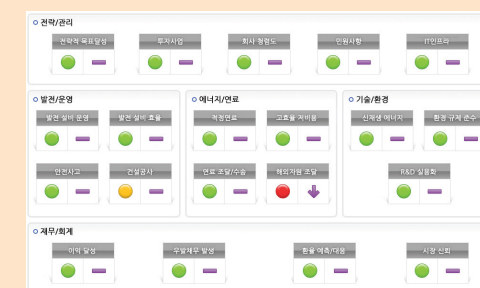 전략/관리
전략적 목표달성 투자사업 회사 청렴도 민원사항 IT인프라
발전/운영 에너지/연료 기술/환경
발전 설비 운영 발전 설비 효율 적정연료 고효율 저비용 신재생 에너지 환경 규제 준수
안전사고 건설공사 연료 조달/수송 해외자원 조달 R&D 실용화
재무/회계
이익 달성 우발채무 발생 환율 예측/대응 시장 신뢰